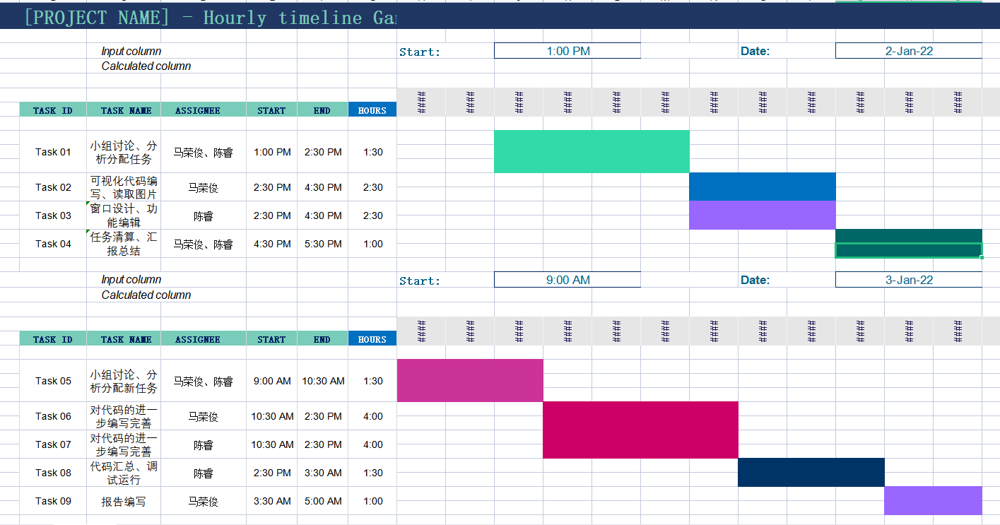 [PROJECT NAME] - Hourly timeline Gan
Input column
Start: 1:00 PM Date: 2-Jan-22
Calculated column
TASK ID TASK NAME ASSIGNEE START END HOURS ### ### ### ### ### ### ### ### ### ### ### ###
Task 01 小组讨论、分 马荣俊、陈睿 1:00 PM 2:30 PM 1:30
析分配任务
Task 02 可视化代码编 马荣俊 2:30 PM 4:30 PM 2:30
写、读取图片
Task 03 窗口设计、功 陈睿 2:30 PM 4:30 PM 2:30
能编辑
Task 04 任务清算、汇 马荣俊、陈睿 4:30 PM 5:30 PM 1:00
报总结
Input column
Start: 9:00 AM Date: 3-Jan-22
Calculated column
TASK ID TASK NAME ASSIGNEE START END HOURS ### ### ### ### ### ### ### ### ### ### ### ###
Task 05 小组讨论、分 马荣俊、陈睿 9:00 AM 10:30 AM 1:30
析分配新任务
Task 06 对代码的进一 马荣俊 10:30 AM 2:30 PM 4:00
步编写完善
Task 07 对代码的进一 陈睿 10:30 AM 2:30 PM 4:00
步编写完善
Task 08 代码汇总、调 陈睿 2:30 PM 3:30 AM 1:30
试运行
Task 09 报告编写 马荣俊 3:30 AM 5:00 AM 1:00